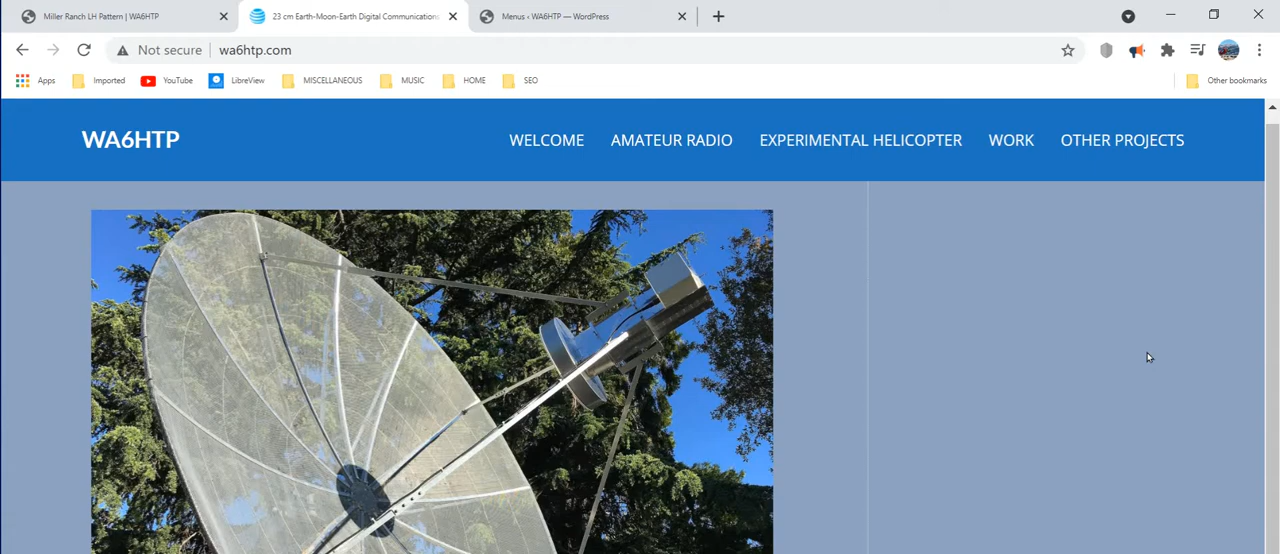 Miller Ranch LH Pattern | WA6HTP
23 cm Earth-Moon-Earth Digital Communications
Menus ‹ WA6HTP — WordPress
Not secure
wa6htp.com
Apps
Imported
YouTube
LibreView
MISCELLANEOUS
MUSIC
HOME
SEO
Other bookmarks
WA6HTP
WELCOME
AMATEUR RADIO
EXPERIMENTAL HELICOPTER
WORK
OTHER PROJECTS